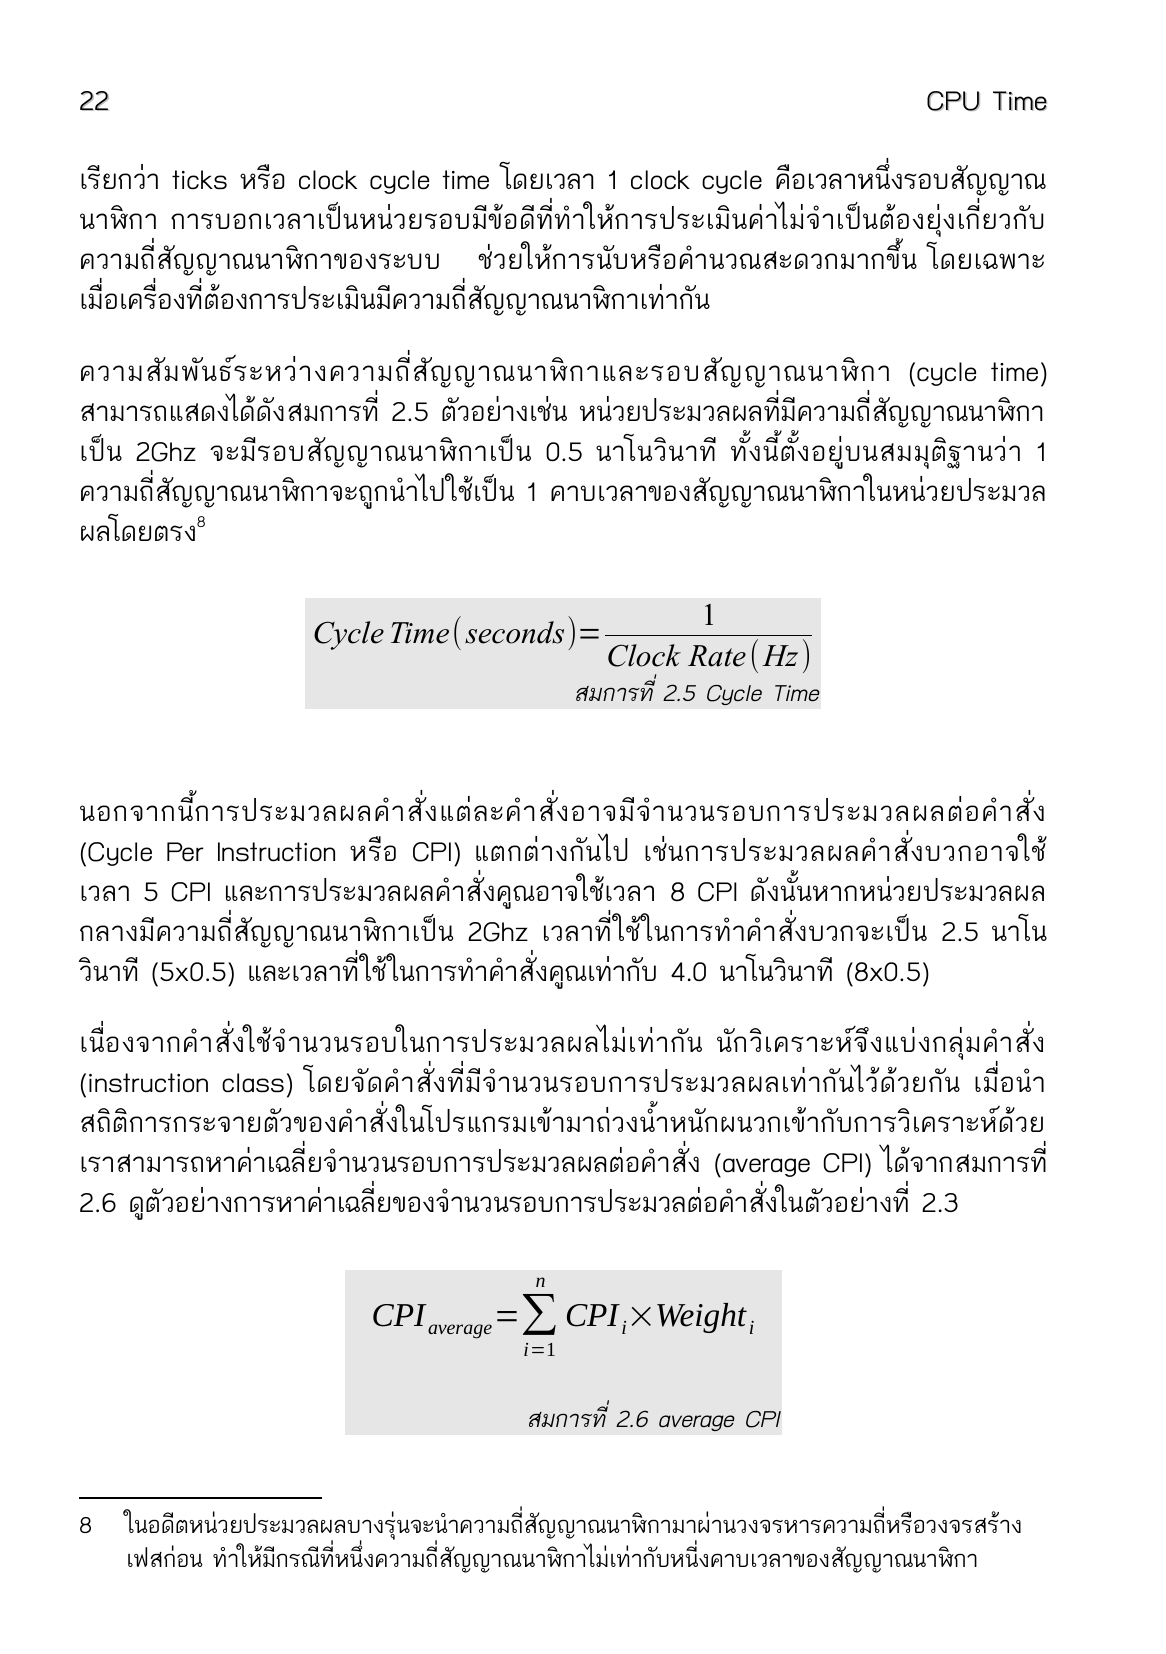 22 CPU Time
เรียกว่า ticks หรือ clock cycle time โดยเวลา 1 clock cycle คือเวลาหนึ่งรอบสัญญาณ
นาฬิกา การบอกเวลาเป็นหน่วยรอบมีข้อดีที่ทำให้การประเมินค่าไม่จำเป็นต้องยุ่งเกี่ยวกับ
ความถี่สัญญาณนาฬิกาของระบบ ช่วยให้การนับหรือคำนวณสะดวกมากขึ้น โดยเฉพาะ
เมื่อเครื่องที่ต้องการประเมินมีความถี่สัญญาณนาฬิกาเท่ากัน
ความสัมพันธ์ระหว่างความถี่สัญญาณนาฬิกาและรอบสัญญาณนาฬิกา (cycle time)
สามารถแสดงได้ดังสมการที่ 2.5 ตัวอย่างเช่น หน่วยประมวลผลที่มีความถี่สัญญาณนาฬิกา
เป็น 2Ghz จะมีรอบสัญญาณนาฬิกาเป็น 0.5 นาโนวินาที ทั้งนี้ตั้งอยู่บนสมมุติฐานว่า 1
ความถี่สัญญาณนาฬิกาจะถูกนำไปใช้เป็น 1 คาบเวลาของสัญญาณนาฬิกาในหน่วยประมวล
ผลโดยตรง⁸
Cycle Time(seconds)= 1 / Clock Rate(Hz)
สมการที่ 2.5 Cycle Time
นอกจากนี้การประมวลผลคำสั่งแต่ละคำสั่งอาจมีจำนวนรอบการประมวลผลต่อคำสั่ง
(Cycle Per Instruction หรือ CPI) แตกต่างกันไป เช่นการประมวลผลคำสั่งบวกอาจใช้
เวลา 5 CPI และการประมวลผลคำสั่งคูณอาจใช้เวลา 8 CPI ดังนั้นหากหน่วยประมวลผล
กลางมีความถี่สัญญาณนาฬิกาเป็น 2Ghz เวลาที่ใช้ในการทำคำสั่งบวกจะเป็น 2.5 นาโน
วินาที (5x0.5) และเวลาที่ใช้ในการทำคำสั่งคูณเท่ากับ 4.0 นาโนวินาที (8x0.5)
เนื่องจากคำสั่งใช้จำนวนรอบในการประมวลผลไม่เท่ากัน นักวิเคราะห์จึงแบ่งกลุ่มคำสั่ง
(instruction class) โดยจัดคำสั่งที่มีจำนวนรอบการประมวลผลเท่ากันไว้ด้วยกัน เมื่อนำ
สถิติการกระจายตัวของคำสั่งในโปรแกรมเข้ามาถ่วงน้ำหนักผนวกเข้ากับการวิเคราะห์ด้วย
เราสามารถหาค่าเฉลี่ยจำนวนรอบการประมวลผลต่อคำสั่ง (average CPI) ได้จากสมการที่
2.6 ดูตัวอย่างการหาค่าเฉลี่ยของจำนวนรอบการประมวลต่อคำสั่งในตัวอย่างที่ 2.3
CPI_average = ∑_{i=1}^{n} CPI_i × Weight_i
สมการที่ 2.6 average CPI
8 ในอดีตหน่วยประมวลผลบางรุ่นจะนำความถี่สัญญาณนาฬิกามาผ่านวงจรหารความถี่หรือวงจรสร้าง
เฟสก่อน ทำให้มีกรณีที่หนึ่งความถี่สัญญาณนาฬิกาไม่เท่ากับหนึ่งคาบเวลาของสัญญาณนาฬิกา